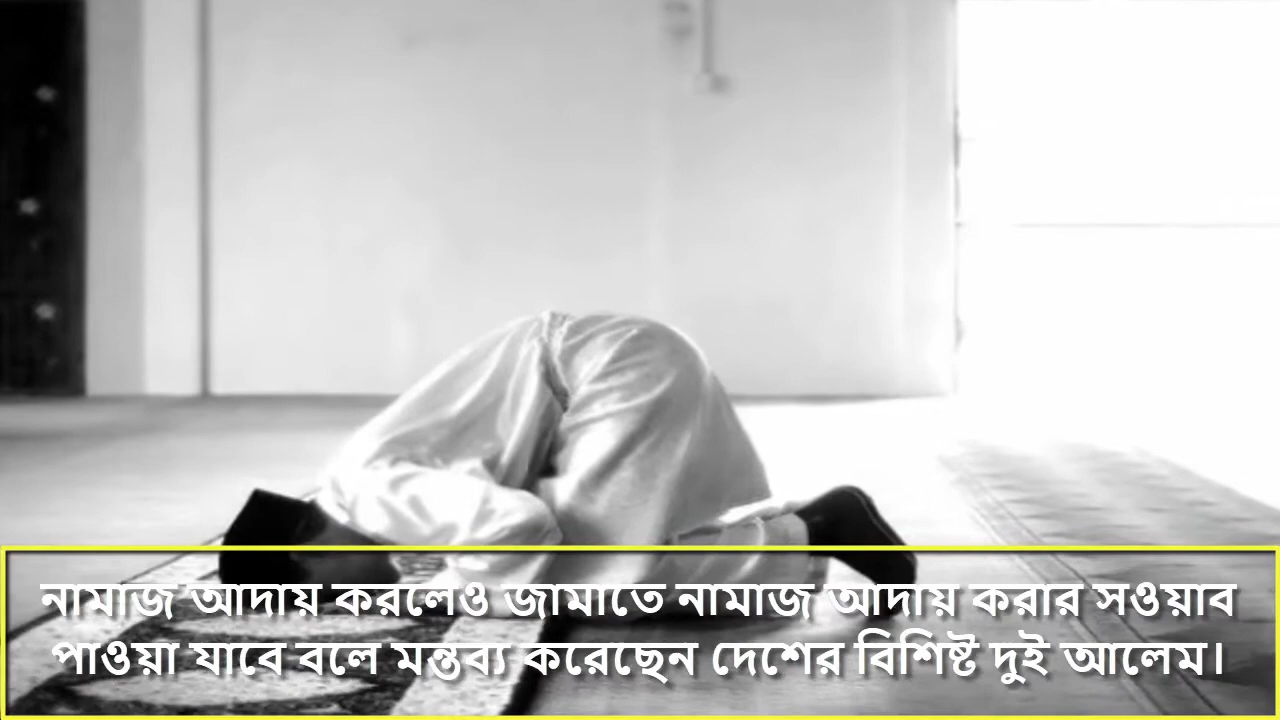 নামাজ আদায় করলেও জামাতে নামাজ আদায় করার সওয়াব
পাওয়া যাবে বলে মন্তব্য করেছেন দেশের বিশিষ্ট দুই আলেম।